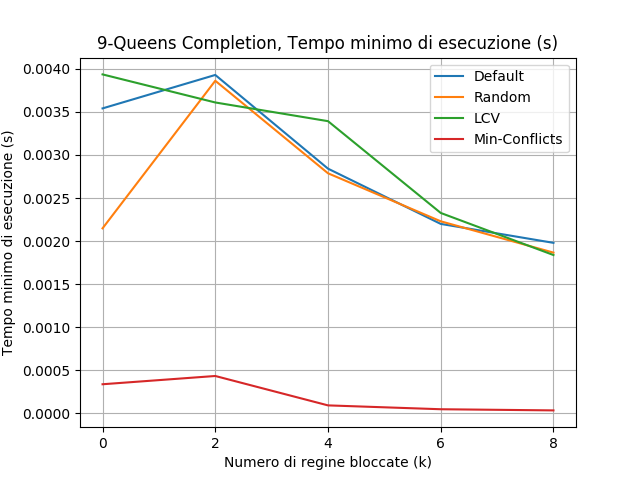 9-Queens Completion, Tempo minimo di esecuzione (s)
Tempo minimo di esecuzione (s)
0.0040
0.0035
0.0030
0.0025
0.0020
0.0015
0.0010
0.0005
0.0000
Default
Random
LCV
Min-Conflicts
0 2 4 6 8
Numero di regine bloccate (k)